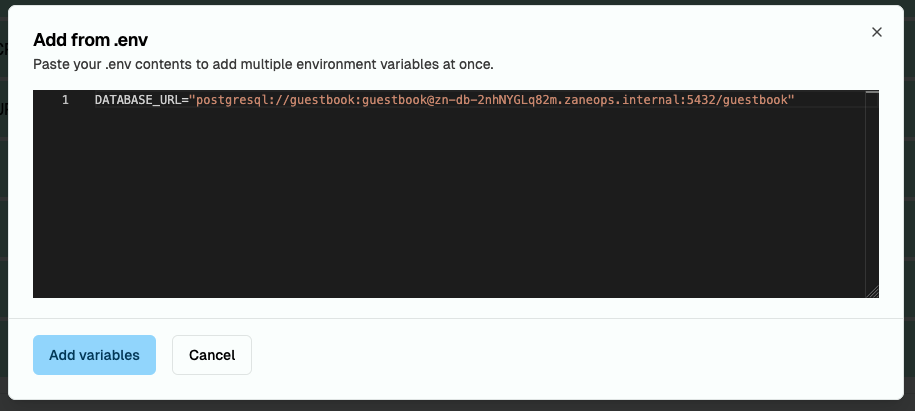 Add from .env
Paste your .env contents to add multiple environment variables at once.
1 DATABASE_URL="postgresql://guestbook:guestbook@zn-db-2nhNYGLq82m.zaneops.internal:5432/guestbook"
Add variables
Cancel